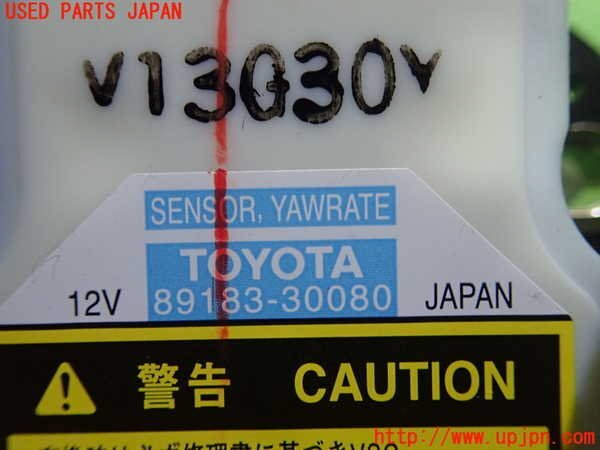 USED PARTS JAPAN
V13G30V
SENSOR, YAWRATE
TOYOTA
12V 89183-30080 JAPAN
警告 CAUTION
http://www.upjpn.com